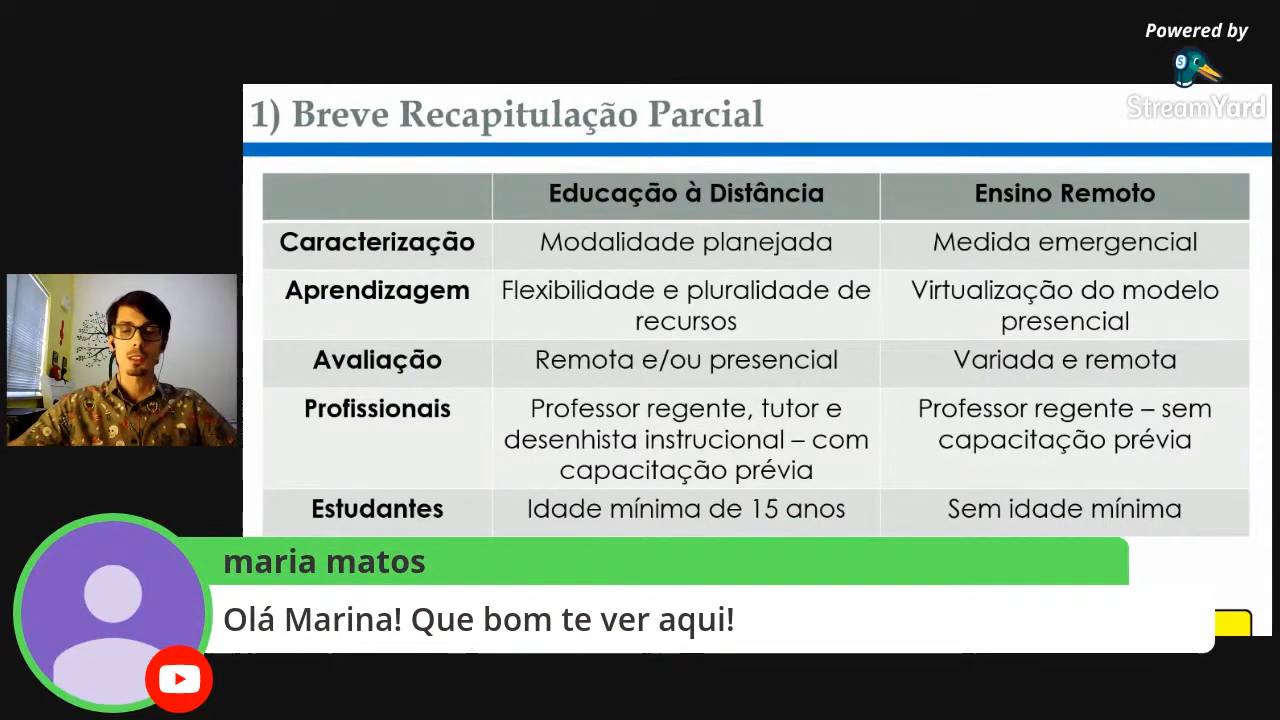 Powered by
StreamYard
1) Breve Recapitulação Parcial
Educação à Distância
Ensino Remoto
Caracterização
Modalidade planejada
Medida emergencial
Aprendizagem
Flexibilidade e pluralidade de
recursos
Virtualização do modelo
presencial
Avaliação
Remota e/ou presencial
Variada e remota
Profissionais
Professor regente, tutor e
desenhista instrucional – com
capacitação prévia
Professor regente – sem
capacitação prévia
Estudantes
Idade mínima de 15 anos
Sem idade mínima
maria matos
Olá Marina! Que bom te ver aqui!